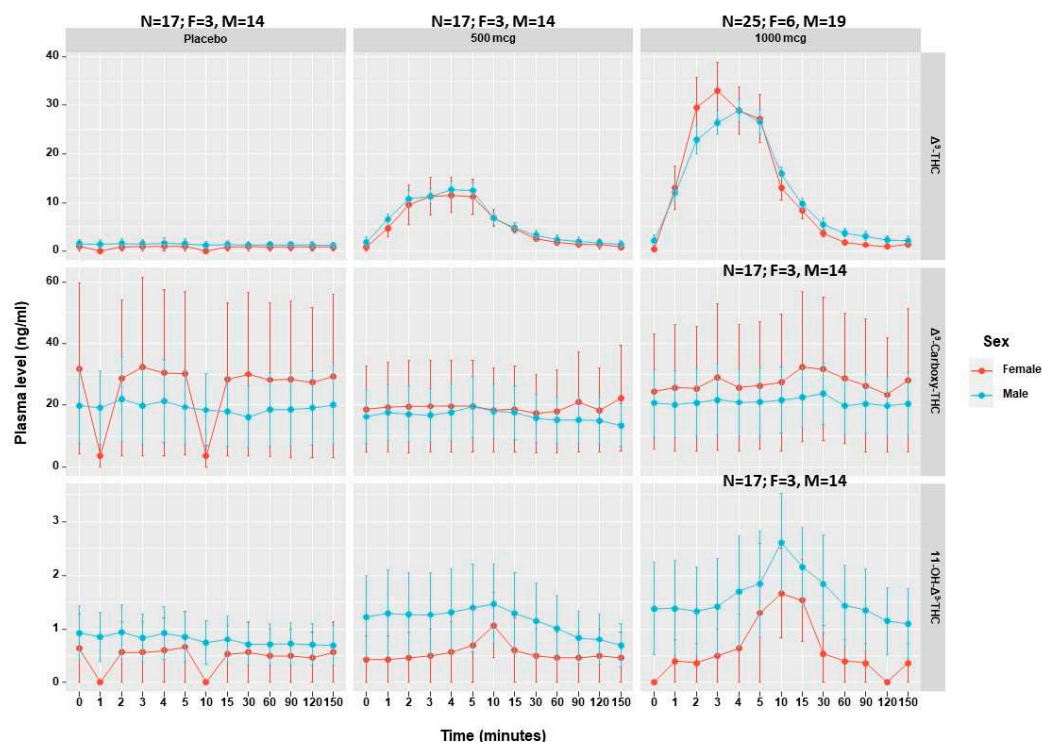 N=17; F=3, M=14
N=17; F=3, M=14
N=25; F=6, M=19
Placebo
500 mcg
1000 mcg
40
30
20
10
0
Δ⁹-THC
N=17; F=3, M=14
60
40
20
0
Δ⁹-Carboxy-THC
Plasma level (ng/ml)
Sex
Female
Male
N=17; F=3, M=14
3
2
1
0
11-OH-Δ⁹THC
0 1 2 3 4 5 10 15 30 60 90 120 150
0 1 2 3 4 5 10 15 30 60 90 120 150
0 1 2 3 4 5 10 15 30 60 90 120 150
Time (minutes)